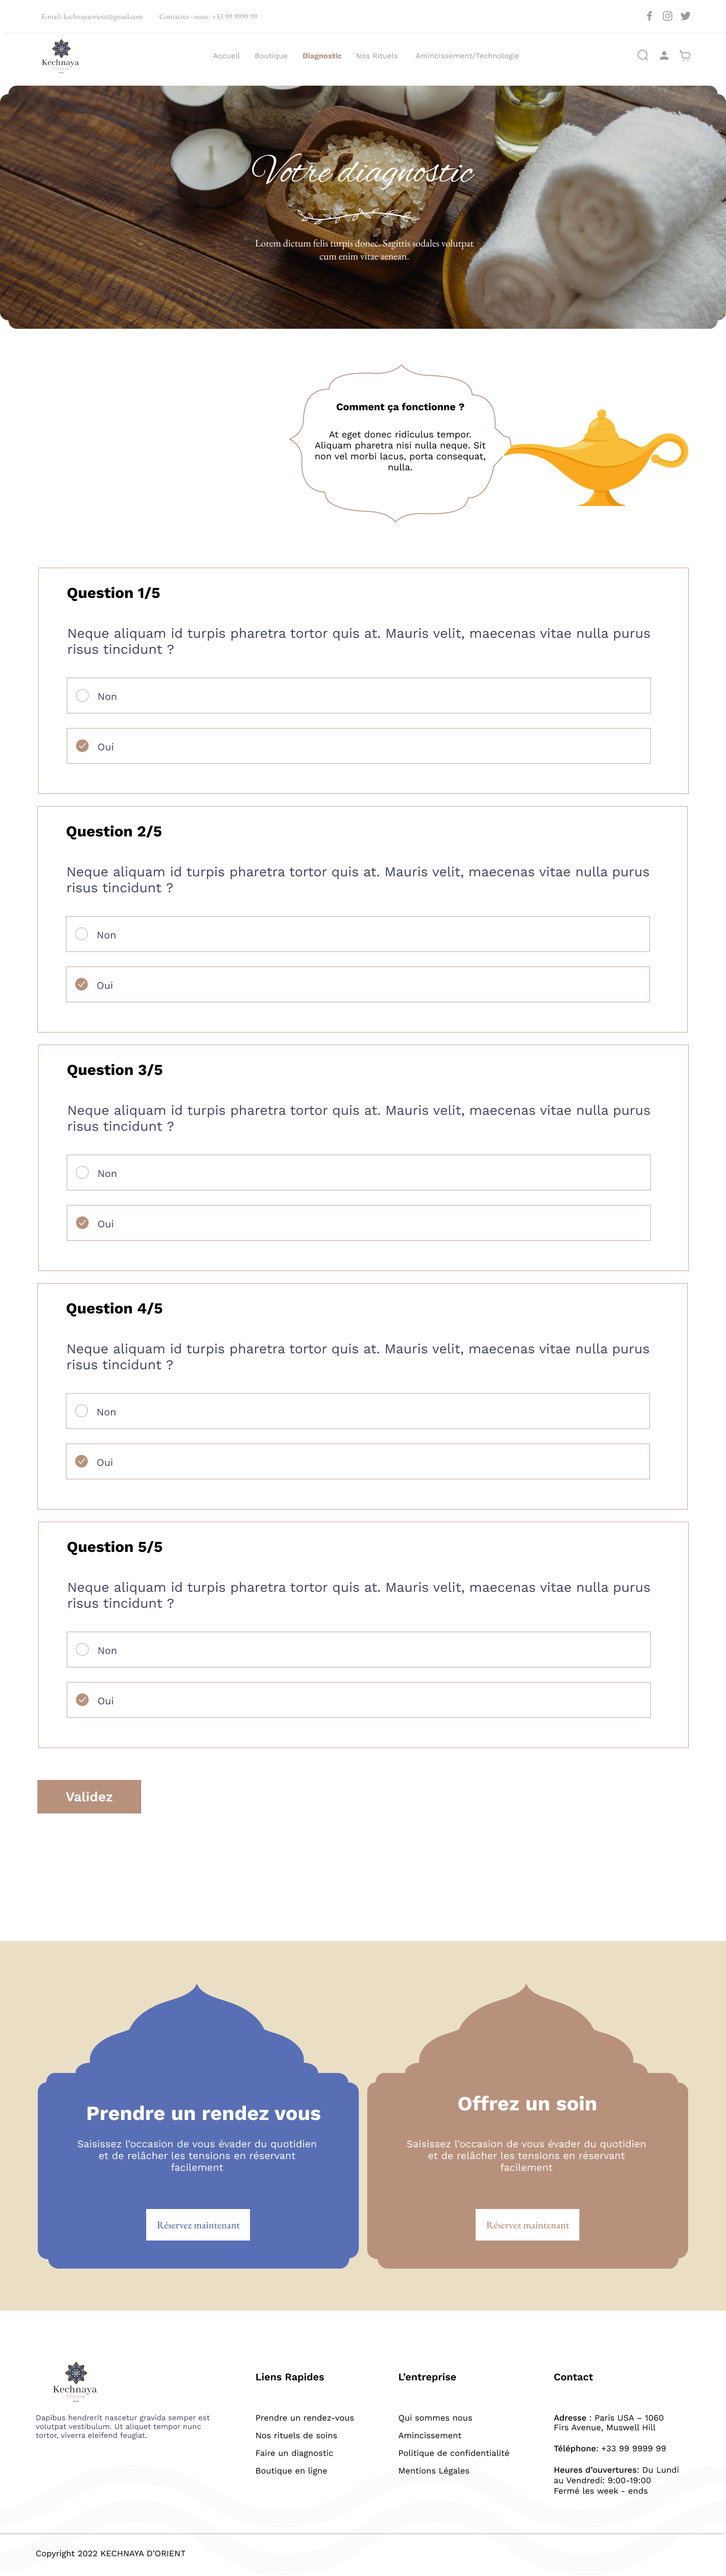 E-mail: kechnayaorient@gmail.com
Contactez - nous: +33 99 9999 99
Kechnaya
D'orient
Accueil
Boutique
Diagnostic
Nos Rituels
Amincissement/Technologie
Votre diagnostic
Lorem dictum felis turpis donec. Sagittis sodales volutpat
cum enim vitae aenean.
Comment ça fonctionne ?
At eget donec ridiculus tempor.
Aliquam pharetra nisi nulla neque. Sit
non vel morbi lacus, porta consequat,
nulla.
Question 1/5
Neque aliquam id turpis pharetra tortor quis at. Mauris velit, maecenas vitae nulla purus
risus tincidunt ?
Non
Oui
Question 2/5
Neque aliquam id turpis pharetra tortor quis at. Mauris velit, maecenas vitae nulla purus
risus tincidunt ?
Non
Oui
Question 3/5
Neque aliquam id turpis pharetra tortor quis at. Mauris velit, maecenas vitae nulla purus
risus tincidunt ?
Non
Oui
Question 4/5
Neque aliquam id turpis pharetra tortor quis at. Mauris velit, maecenas vitae nulla purus
risus tincidunt ?
Non
Oui
Question 5/5
Neque aliquam id turpis pharetra tortor quis at. Mauris velit, maecenas vitae nulla purus
risus tincidunt ?
Non
Oui
Validez
Prendre un rendez vous
Saisissez l'occasion de vous évader du quotidien
et de relâcher les tensions en réservant
facilement
Réservez maintenant
Offrez un soin
Saisissez l'occasion de vous évader du quotidien
et de relâcher les tensions en réservant
facilement
Réservez maintenant
Kechnaya
D'orient
Dapibus hendrerit nascetur gravida semper est
volutpat vestibulum. Ut aliquet tempor nunc
tortor, viverra eleifend feugiat.
Liens Rapides
Prendre un rendez-vous
Nos rituels de soins
Faire un diagnostic
Boutique en ligne
L'entreprise
Qui sommes nous
Amincissement
Politique de confidentialité
Mentions Légales
Contact
Adresse : Paris USA – 1060
Firs Avenue, Muswell Hill
Téléphone: +33 99 9999 99
Heures d'ouvertures: Du Lundi
au Vendredi: 9:00-19:00
Fermé les week - ends
Copyright 2022 KECHNAYA D'ORIENT